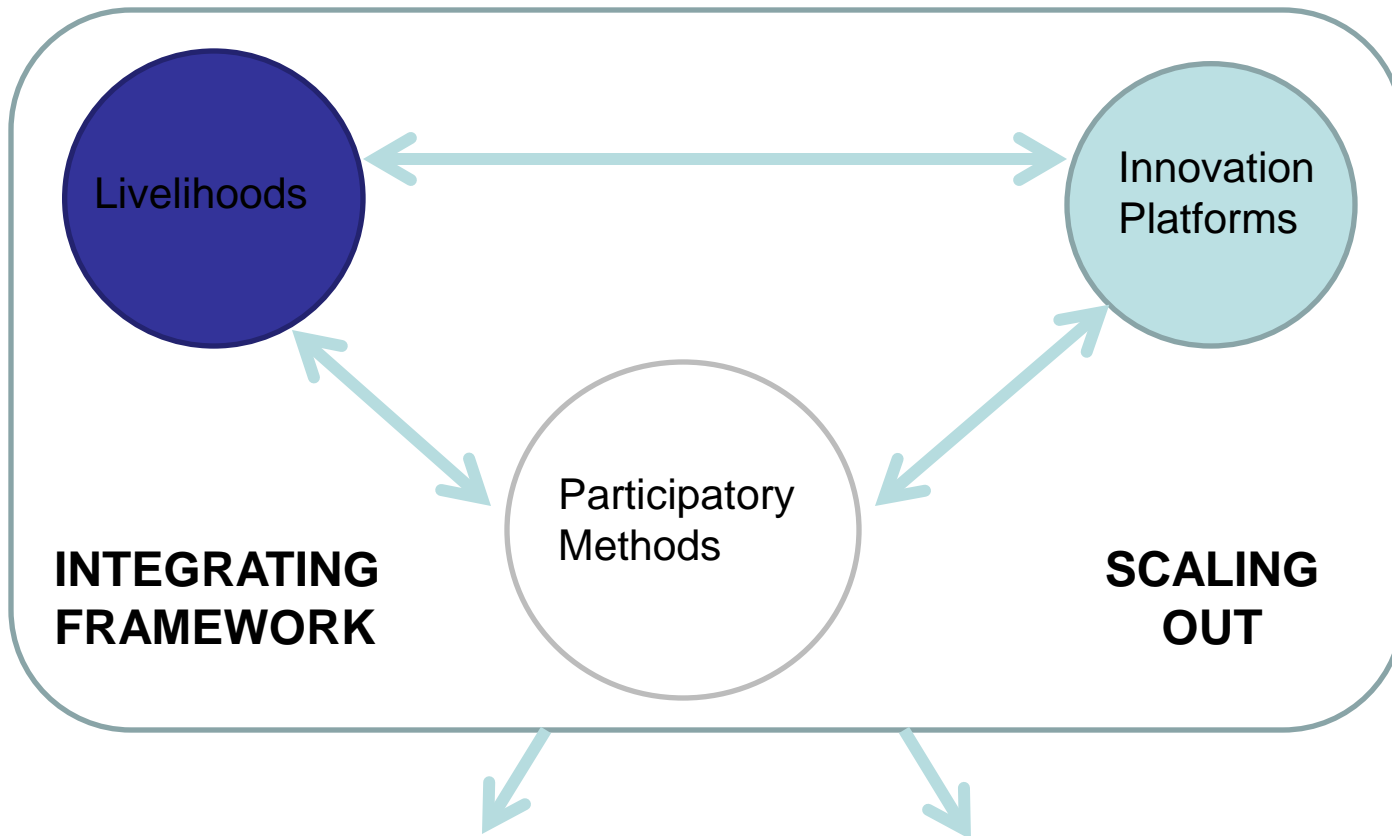 Livelihoods
Innovation
Platforms
Participatory
Methods
INTEGRATING
FRAMEWORK
SCALING
OUT